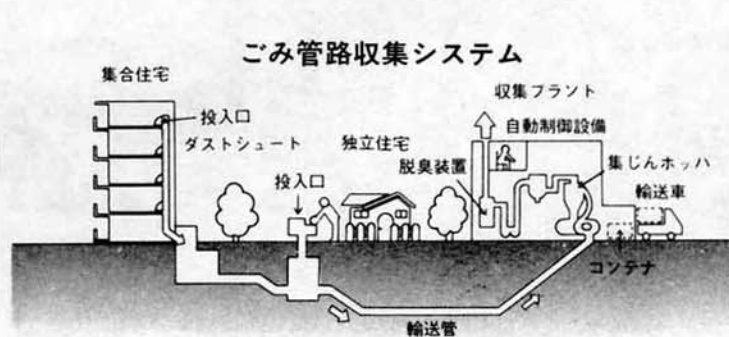 ごみ管路収集システム
集合住宅
投入口
ダストシュート
投入口
独立住宅
収集プラント
自動制御設備
脱臭装置
集じんホッパ
輸送車
コンテナ
輸送管